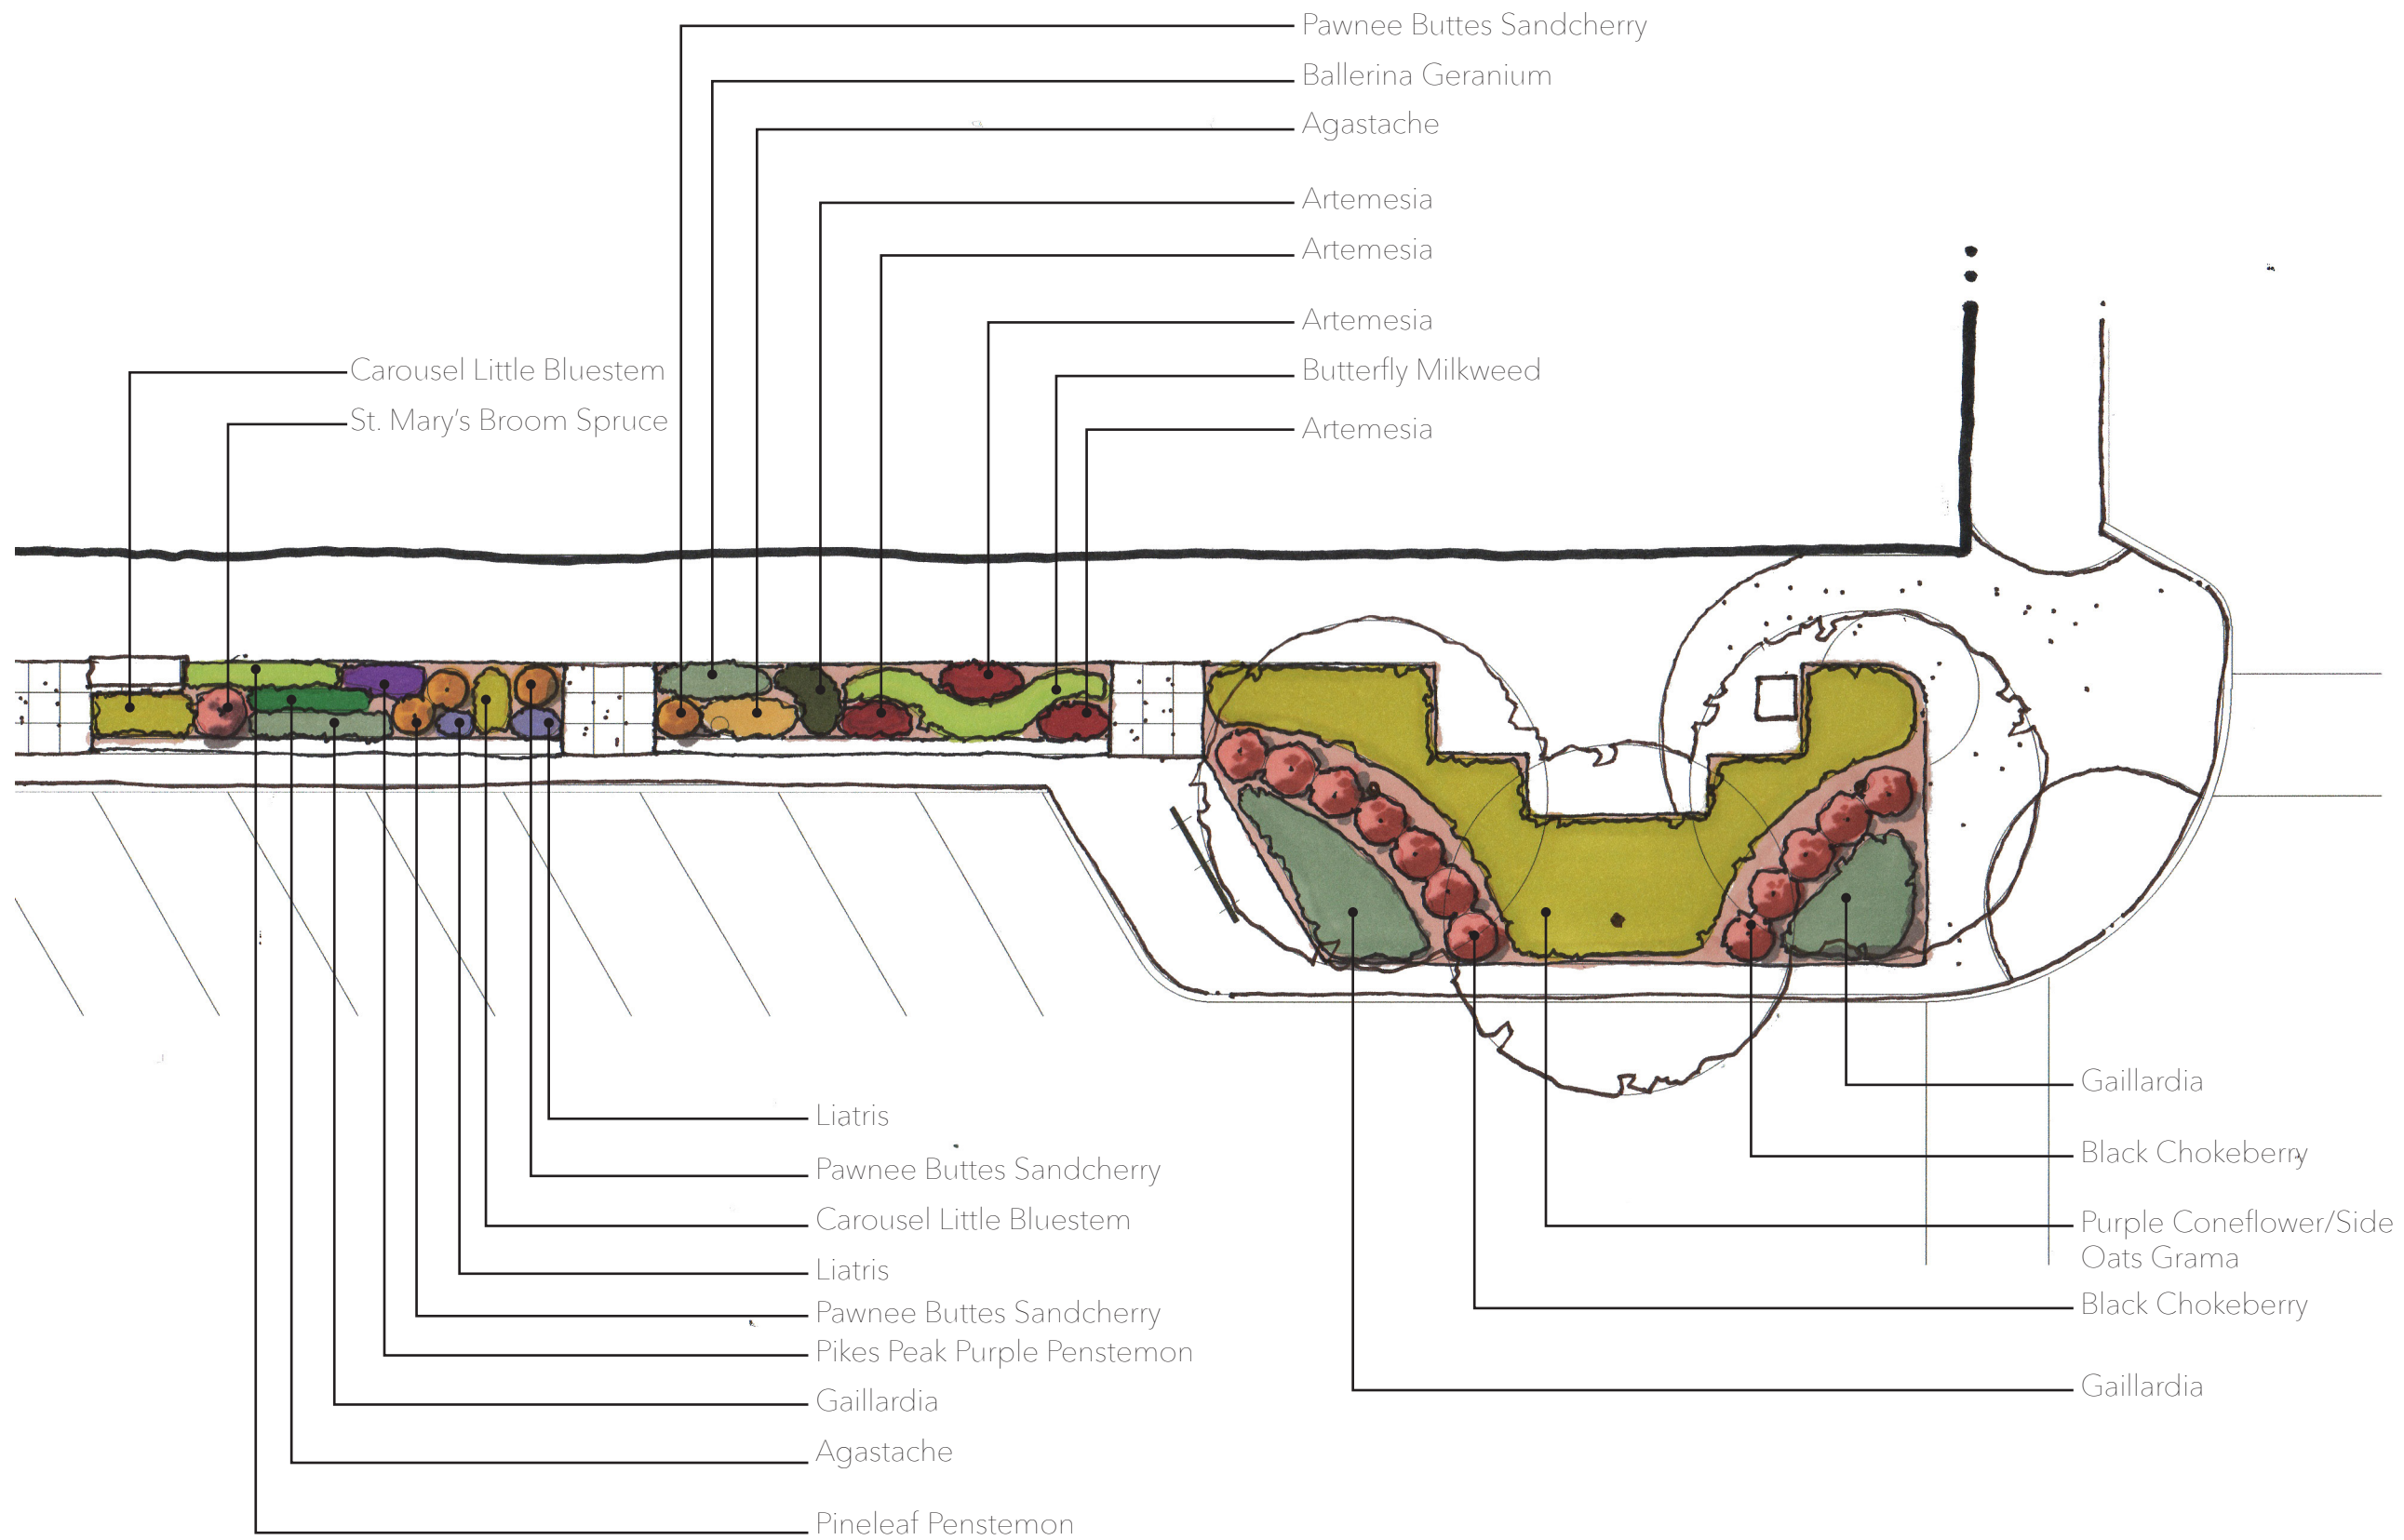 Pawnee Buttes Sandcherry
Ballerina Geranium
Agastache
Artemesia
Artemesia
Artemesia
Butterfly Milkweed
Artemesia
Carousel Little Bluestem
St. Mary's Broom Spruce
Liatris
Pawnee Buttes Sandcherry
Carousel Little Bluestem
Liatris
Pawnee Buttes Sandcherry
Pikes Peak Purple Penstemon
Gaillardia
Agastache
Pineleaf Penstemon
Gaillardia
Black Chokeberry
Purple Coneflower/Side
Oats Grama
Black Chokeberry
Gaillardia